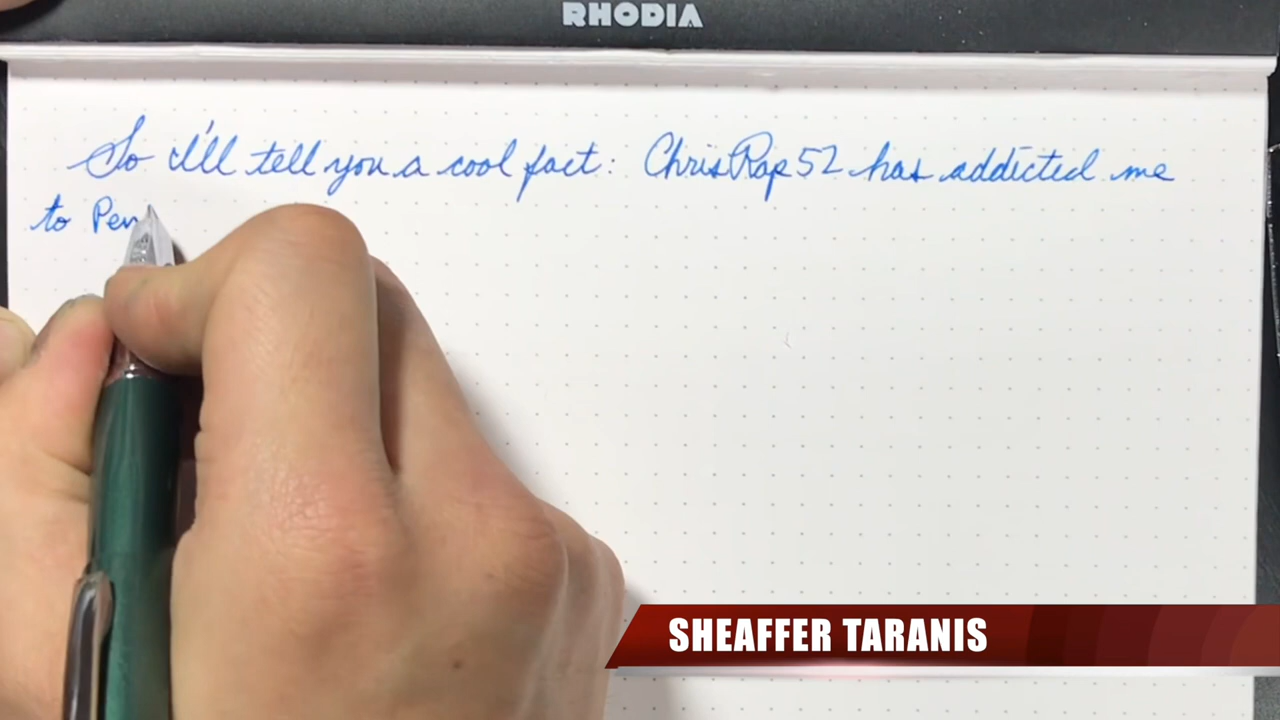 RHODIA
So I'll tell you a cool fact: ChrisRap52 has addicted me
to Pen
SHEAFFER TARANIS